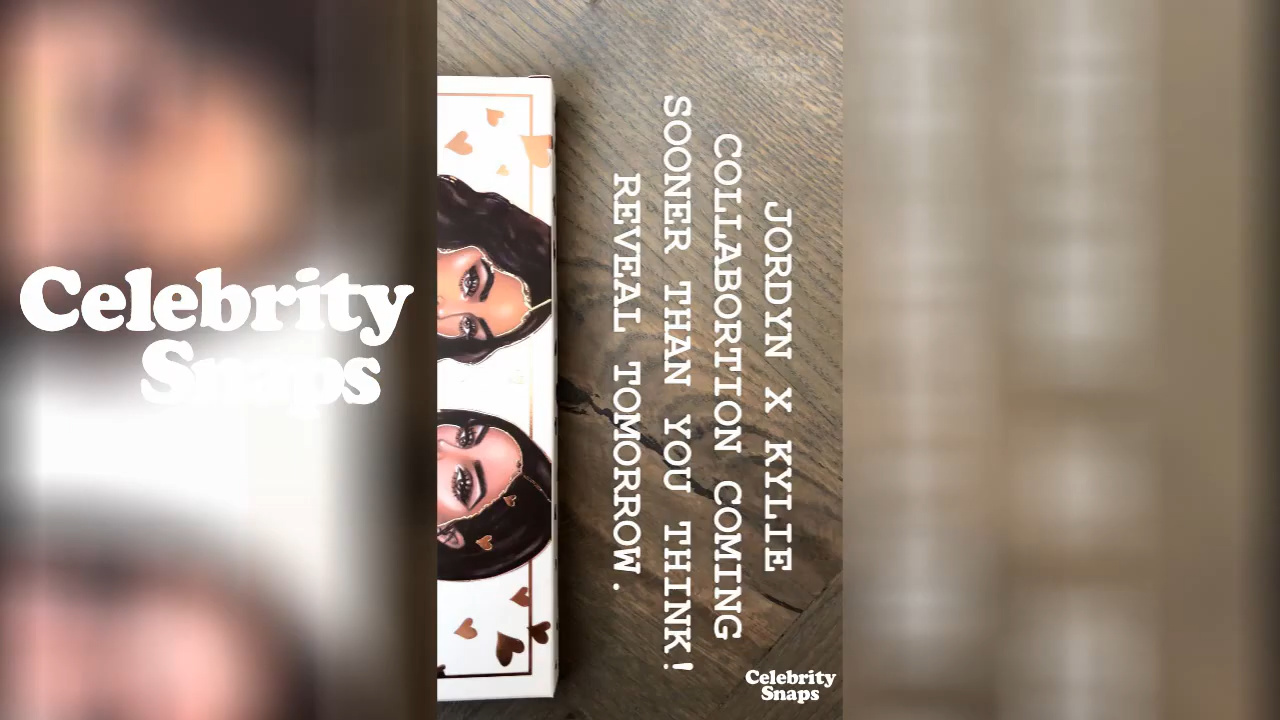 Celebrity
Snaps
JORDYN X KYLIE
COLLABORTION COMING
SOONER THAN YOU THINK!
REVEAL TOMORROW.
Celebrity
Snaps